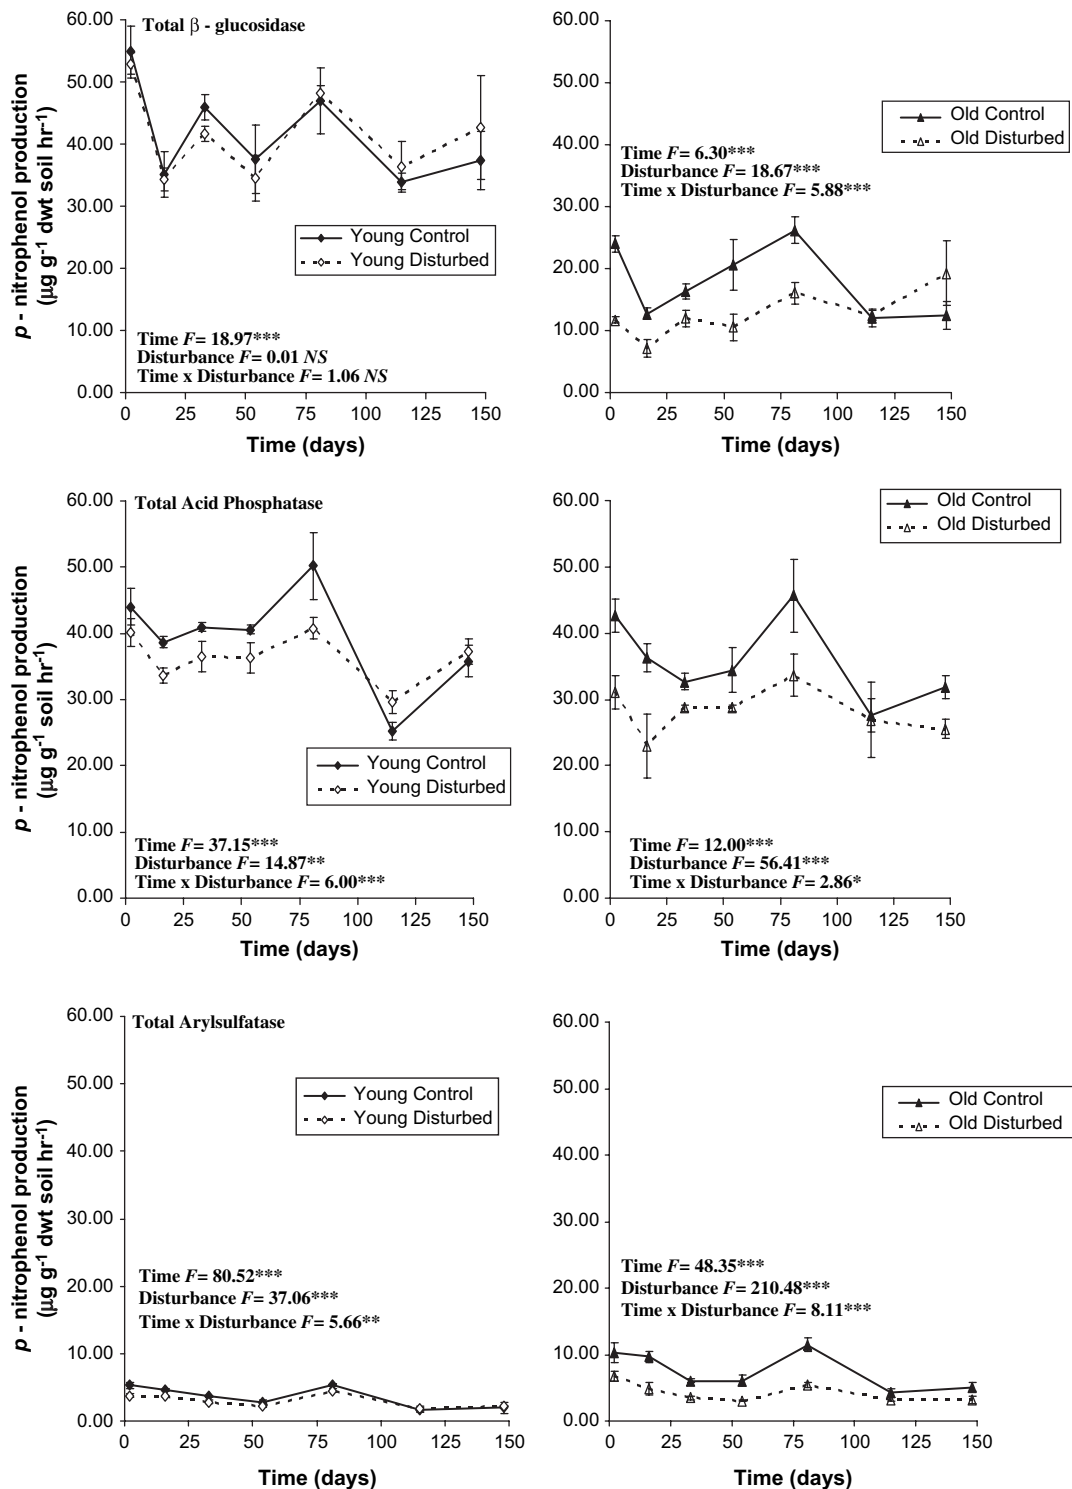 Total β - glucosidase
p - nitrophenol production
(µg g⁻¹ dwt soil hr⁻¹)
60.00
50.00
40.00
30.00
20.00
10.00
0.00
Young Control
Young Disturbed
Time F= 18.97***
Disturbance F= 0.01 NS
Time x Disturbance F= 1.06 NS
0 25 50 75 100 125 150
Time (days)
60.00
50.00
40.00
30.00
20.00
10.00
0.00
Old Control
Old Disturbed
Time F= 6.30***
Disturbance F= 18.67***
Time x Disturbance F= 5.88***
0 25 50 75 100 125 150
Time (days)
Total Acid Phosphatase
p - nitrophenol production
(µg g⁻¹ dwt soil hr⁻¹)
60.00
50.00
40.00
30.00
20.00
10.00
0.00
Young Control
Young Disturbed
Time F= 37.15***
Disturbance F= 14.87**
Time x Disturbance F= 6.00***
0 25 50 75 100 125 150
Time (days)
60.00
50.00
40.00
30.00
20.00
10.00
0.00
Old Control
Old Disturbed
Time F= 12.00***
Disturbance F= 56.41***
Time x Disturbance F= 2.86*
0 25 50 75 100 125 150
Time (days)
Total Arylsulfatase
p - nitrophenol production
(µg g⁻¹ dwt soil hr⁻¹)
60.00
50.00
40.00
30.00
20.00
10.00
0.00
Young Control
Young Disturbed
Time F= 80.52***
Disturbance F= 37.06***
Time x Disturbance F= 5.66**
0 25 50 75 100 125 150
Time (days)
60.00
50.00
40.00
30.00
20.00
10.00
0.00
Old Control
Old Disturbed
Time F= 48.35***
Disturbance F= 210.48***
Time x Disturbance F= 8.11***
0 25 50 75 100 125 150
Time (days)